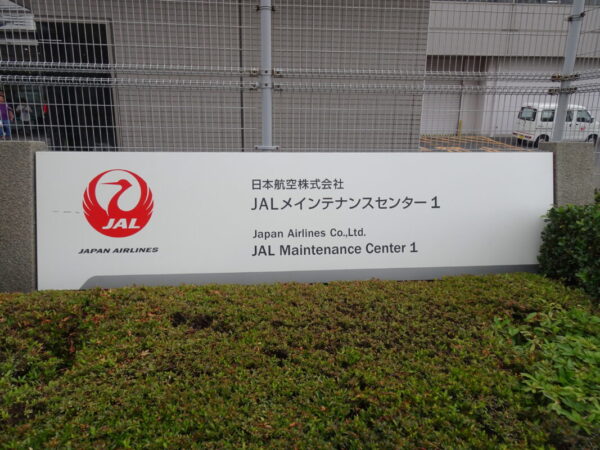 JAL
JAPAN AIRLINES
日本航空株式会社
JALメインテナンスセンター1
Japan Airlines Co.,Ltd.
JAL Maintenance Center 1